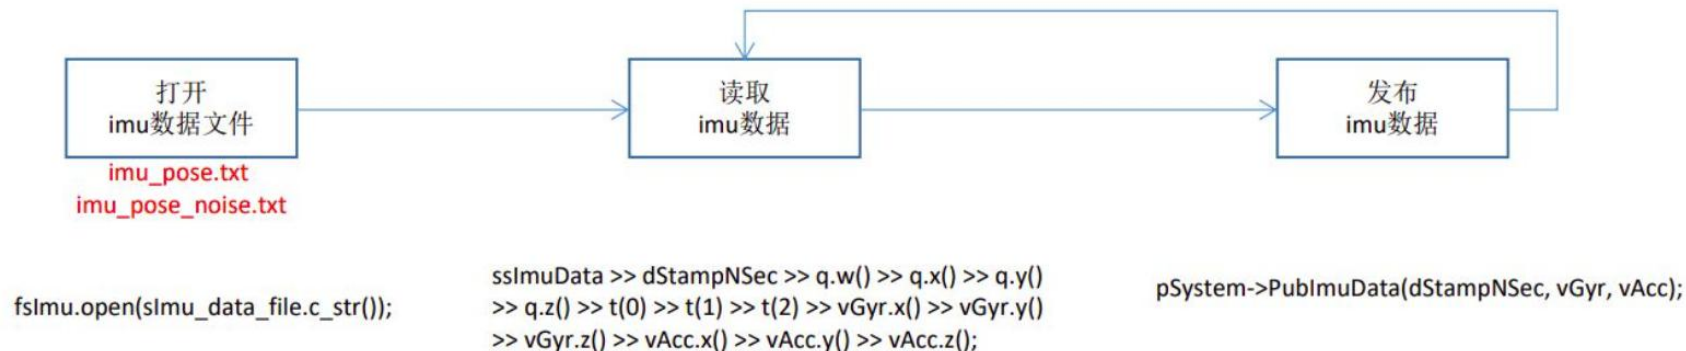 打开
imu数据文件
读取
imu数据
发布
imu数据
imu_pose.txt
imu_pose_noise.txt
fsImu.open(sImu_data_file.c_str());
ssImuData >> dStampNSec >> q.w() >> q.x() >> q.y()
>> q.z() >> t(0) >> t(1) >> t(2) >> vGyr.x() >> vGyr.y()
>> vGyr.z() >> vAcc.x() >> vAcc.y() >> vAcc.z();
pSystem->PubImuData(dStampNSec, vGyr, vAcc);